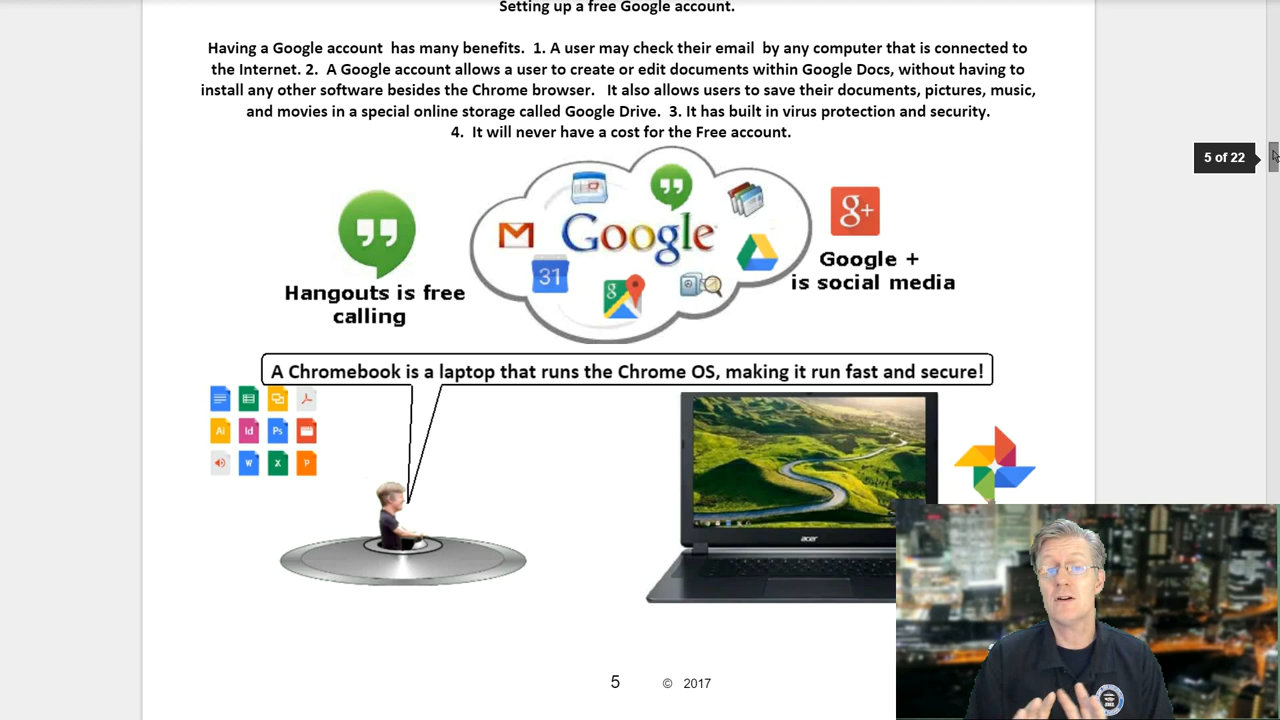 Setting up a free Google account.
Having a Google account has many benefits. 1. A user may check their email by any computer that is connected to
the Internet. 2. A Google account allows a user to create or edit documents within Google Docs, without having to
install any other software besides the Chrome browser. It also allows users to save their documents, pictures, music,
and movies in a special online storage called Google Drive. 3. It has built in virus protection and security.
4. It will never have a cost for the Free account.
5 of 22
Google
31
g
g+
Hangouts is free
calling
Google +
is social media
A Chromebook is a laptop that runs the Chrome OS, making it run fast and secure!
Ai Id Ps
W X P
acer
5 © 2017